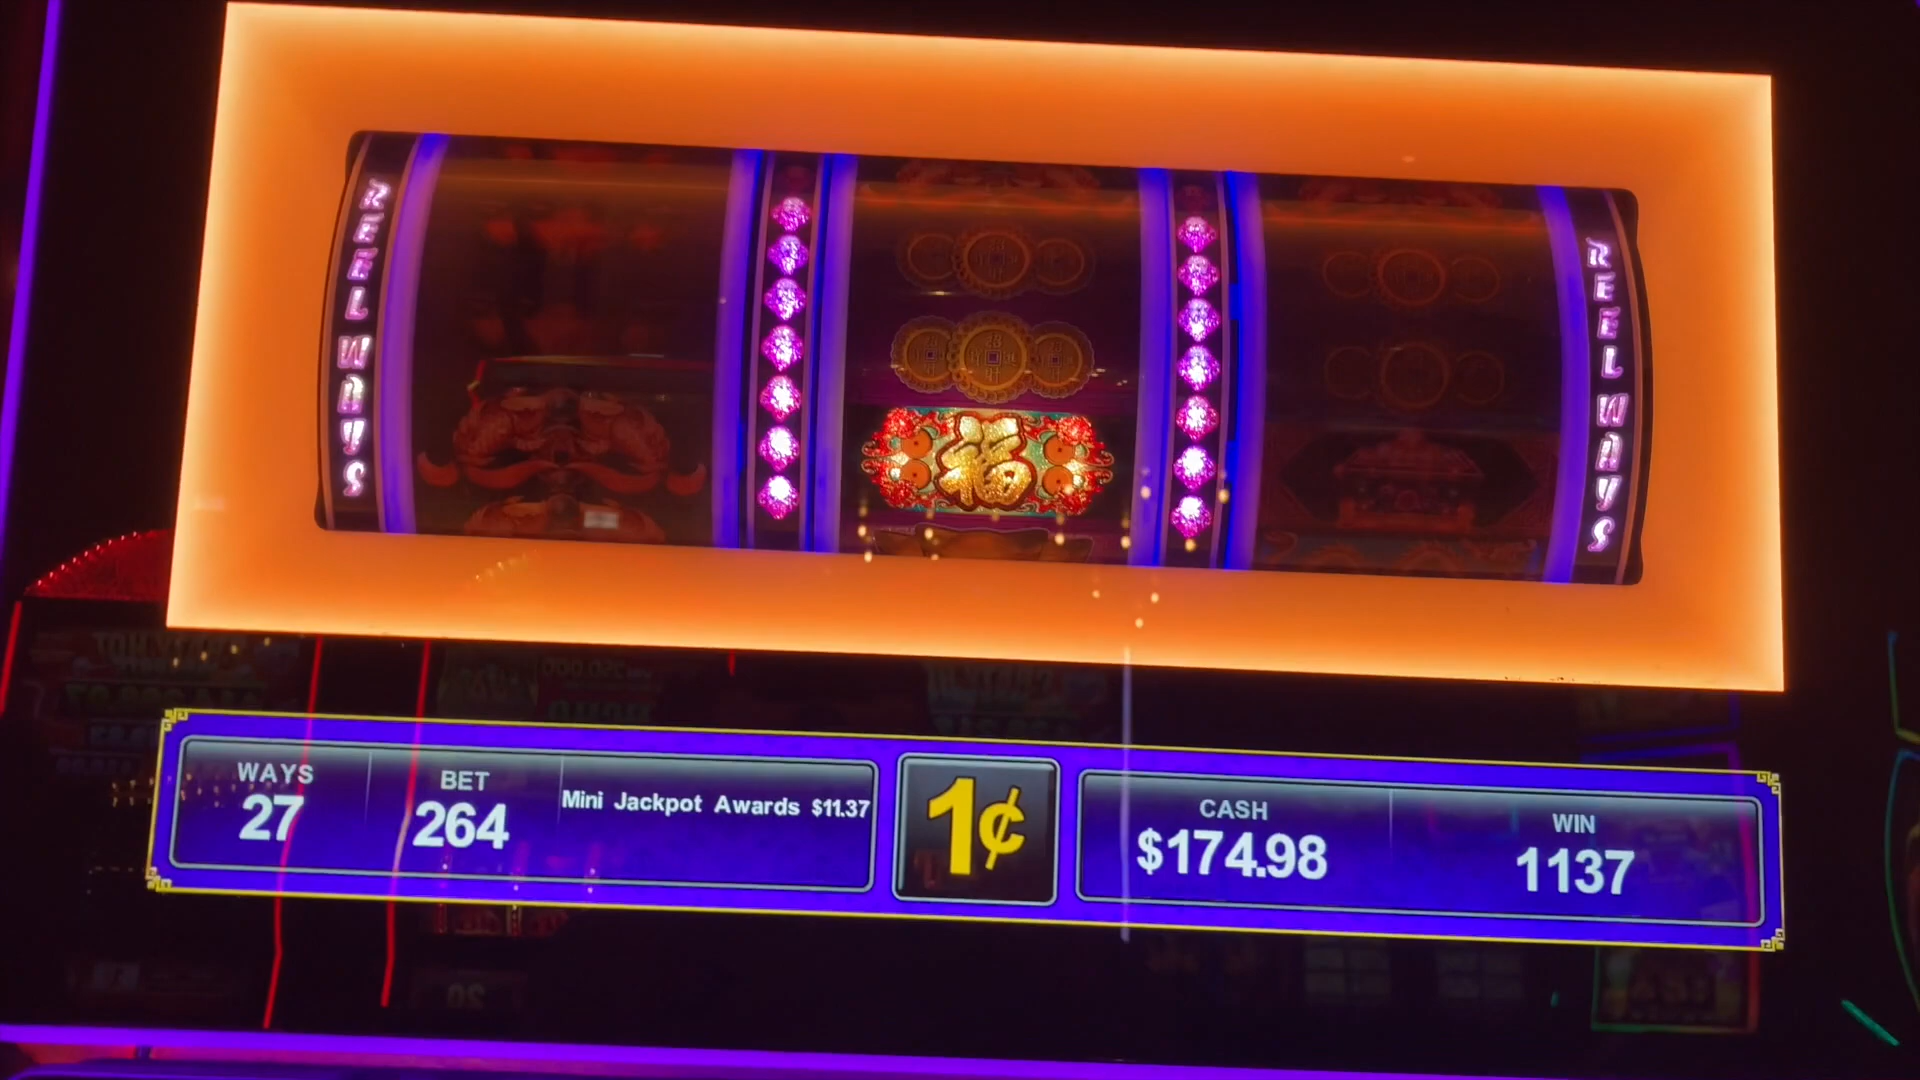 REEL WAYS
福
REEL WAYS
WAYS
27
BET
264
Mini Jackpot Awards $11.37
1¢
CASH
$174.98
WIN
1137